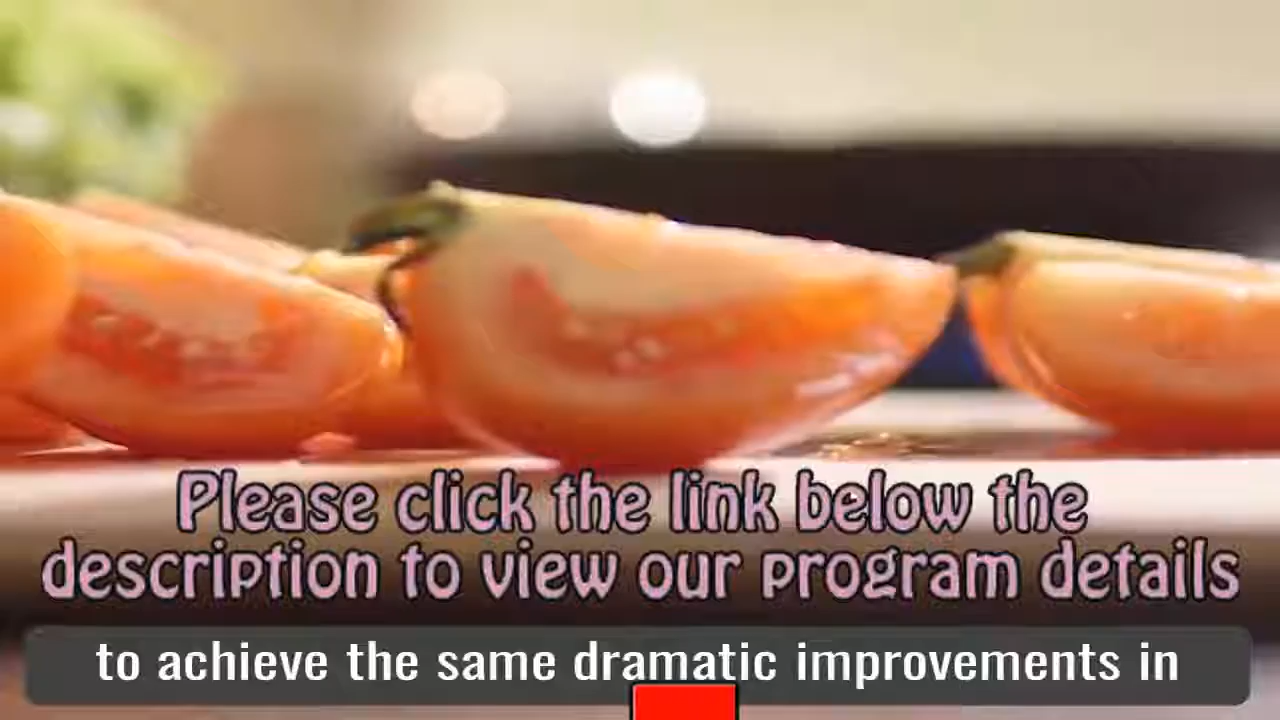 Please click the link below the
description to view our program details
to achieve the same dramatic improvements in